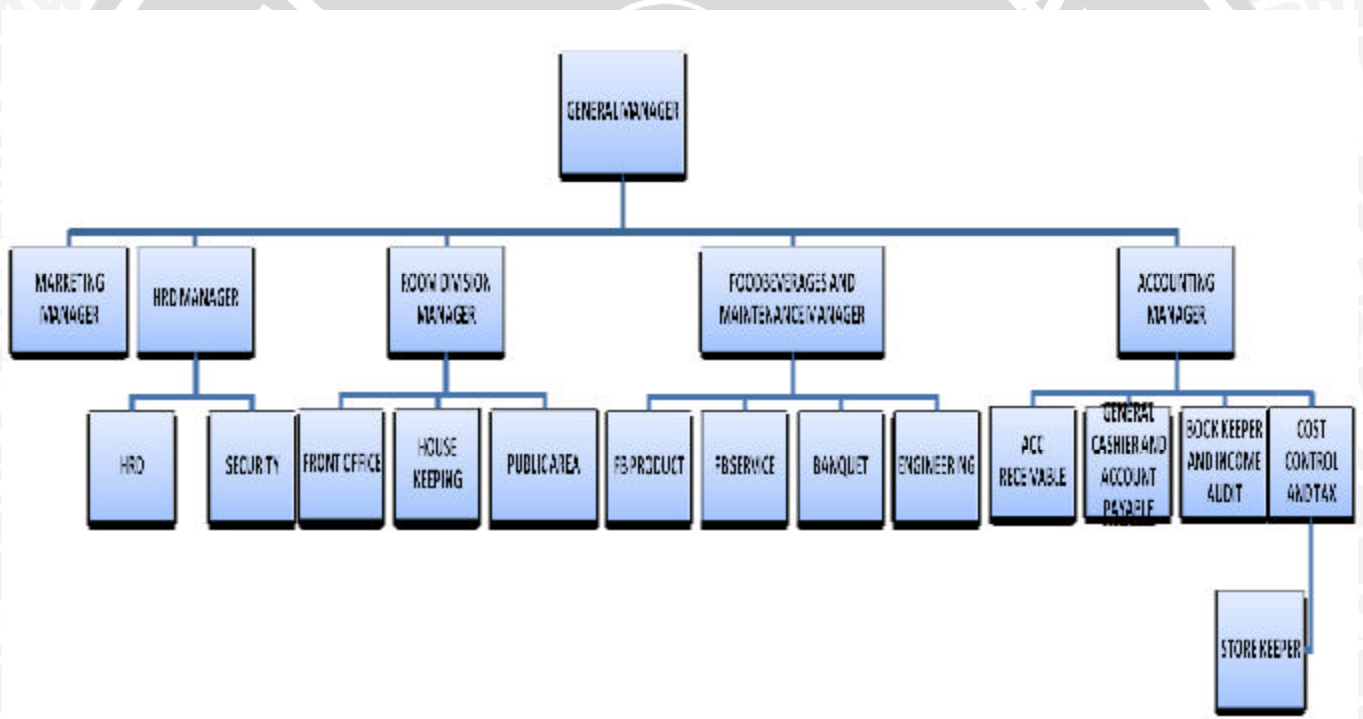 GENERAL MANAGER
MARKETING
MANAGER
HRD MANAGER
ROOM DIVISION
MANAGER
FOOD BEVERAGES AND
MAINTENANCE MANAGER
ACCOUNTING
MANAGER
HRD
SECURITY
FRONT OFFICE
HOUSE
KEEPING
PUBLIC AREA
FB PRODUCT
FB SERVICE
BANQUET
ENGINEERING
ACC
RECEIVABLE
GENERAL
CASHIER AND
ACCOUNT
PAYABLE
BOOK KEEPER
AND INCOME
AUDIT
COST
CONTROL
AND TAX
STORE KEEPER